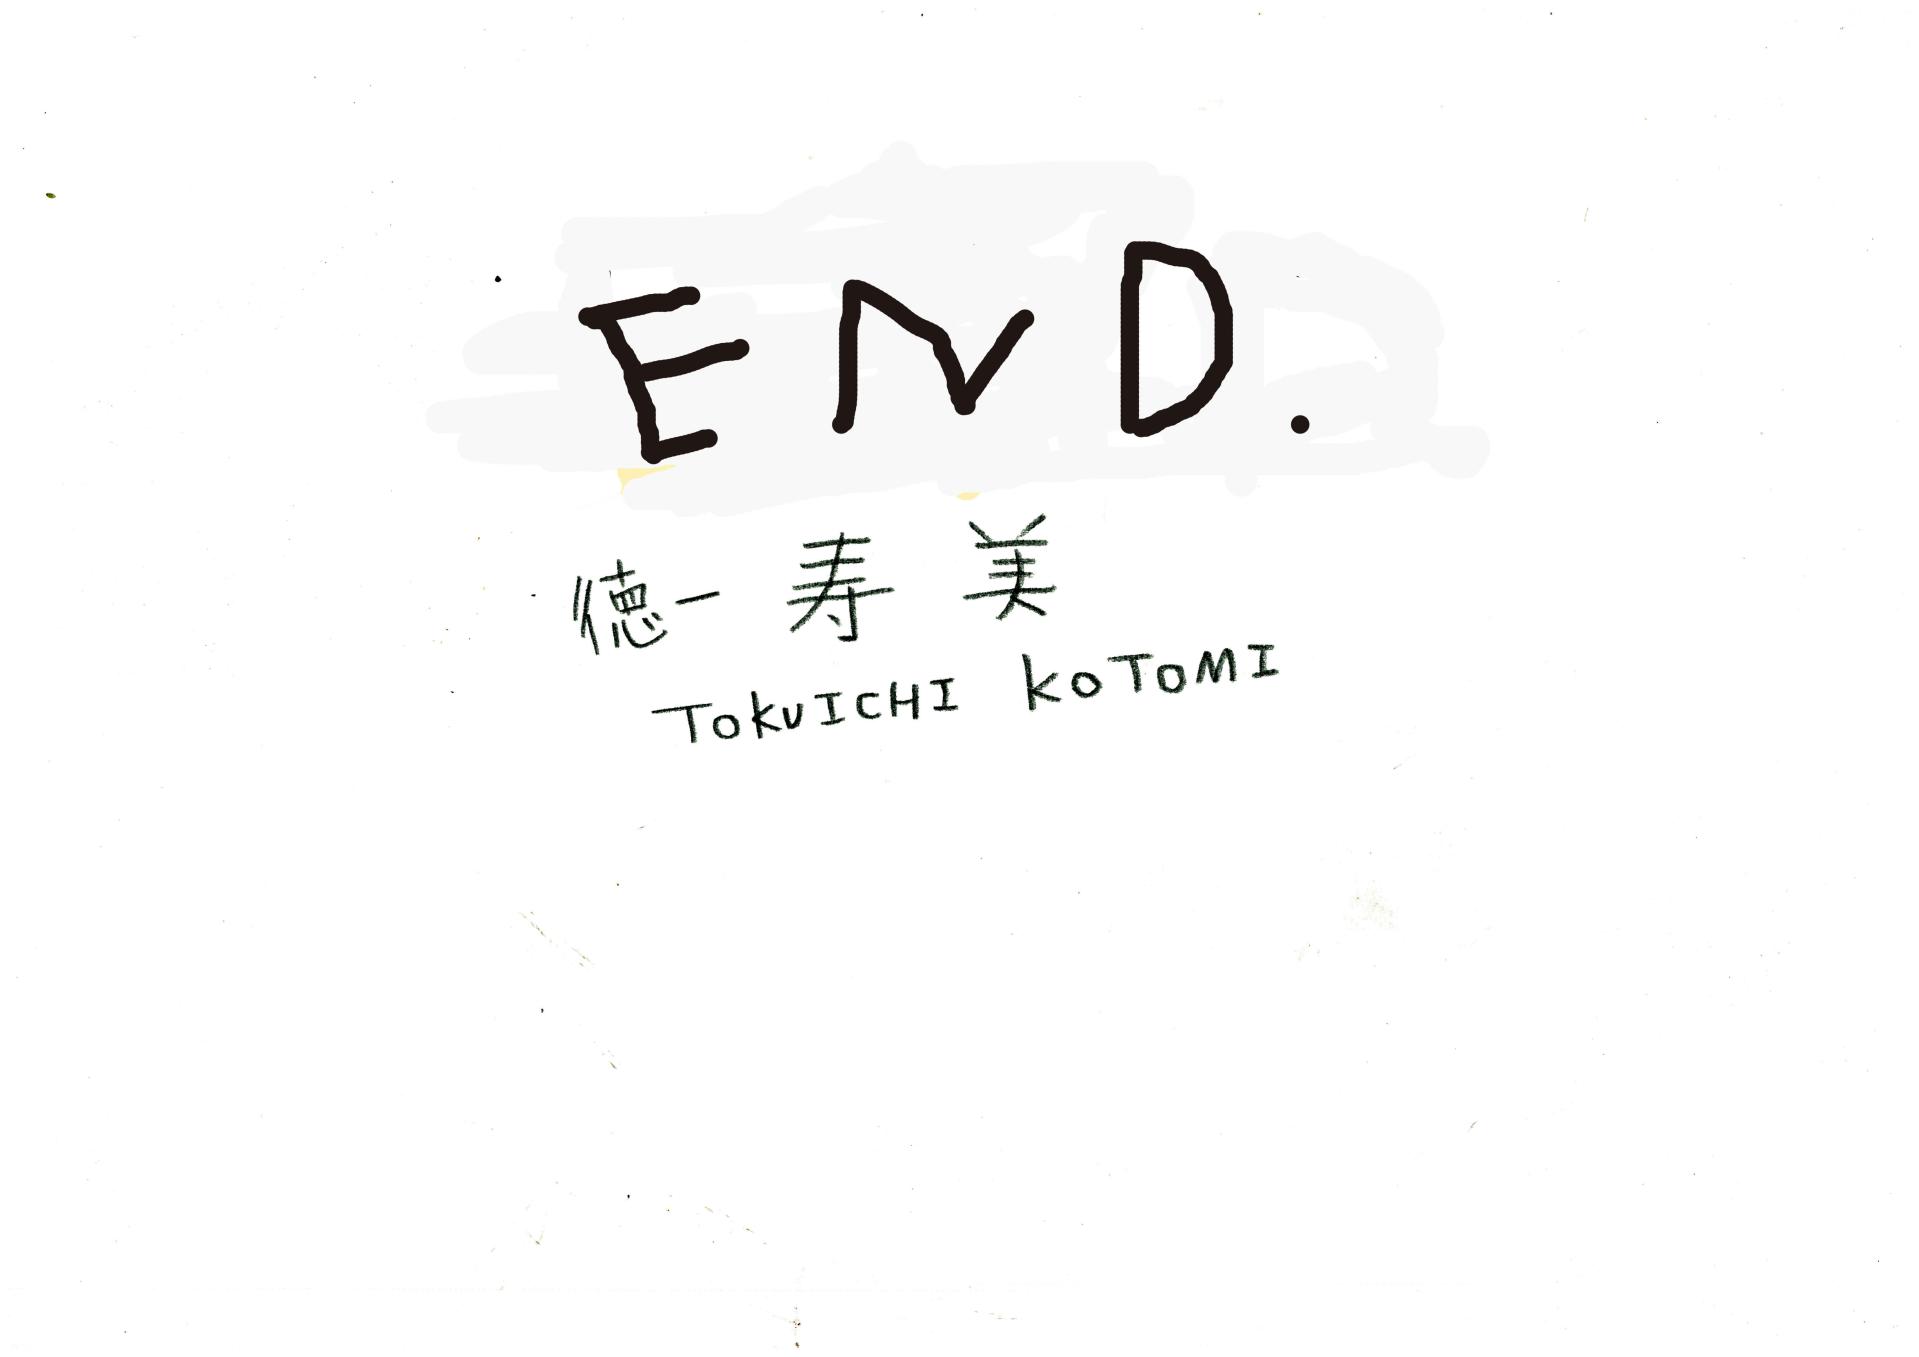 END.
徳一 寿 美
TOKUICHI KOTOMI